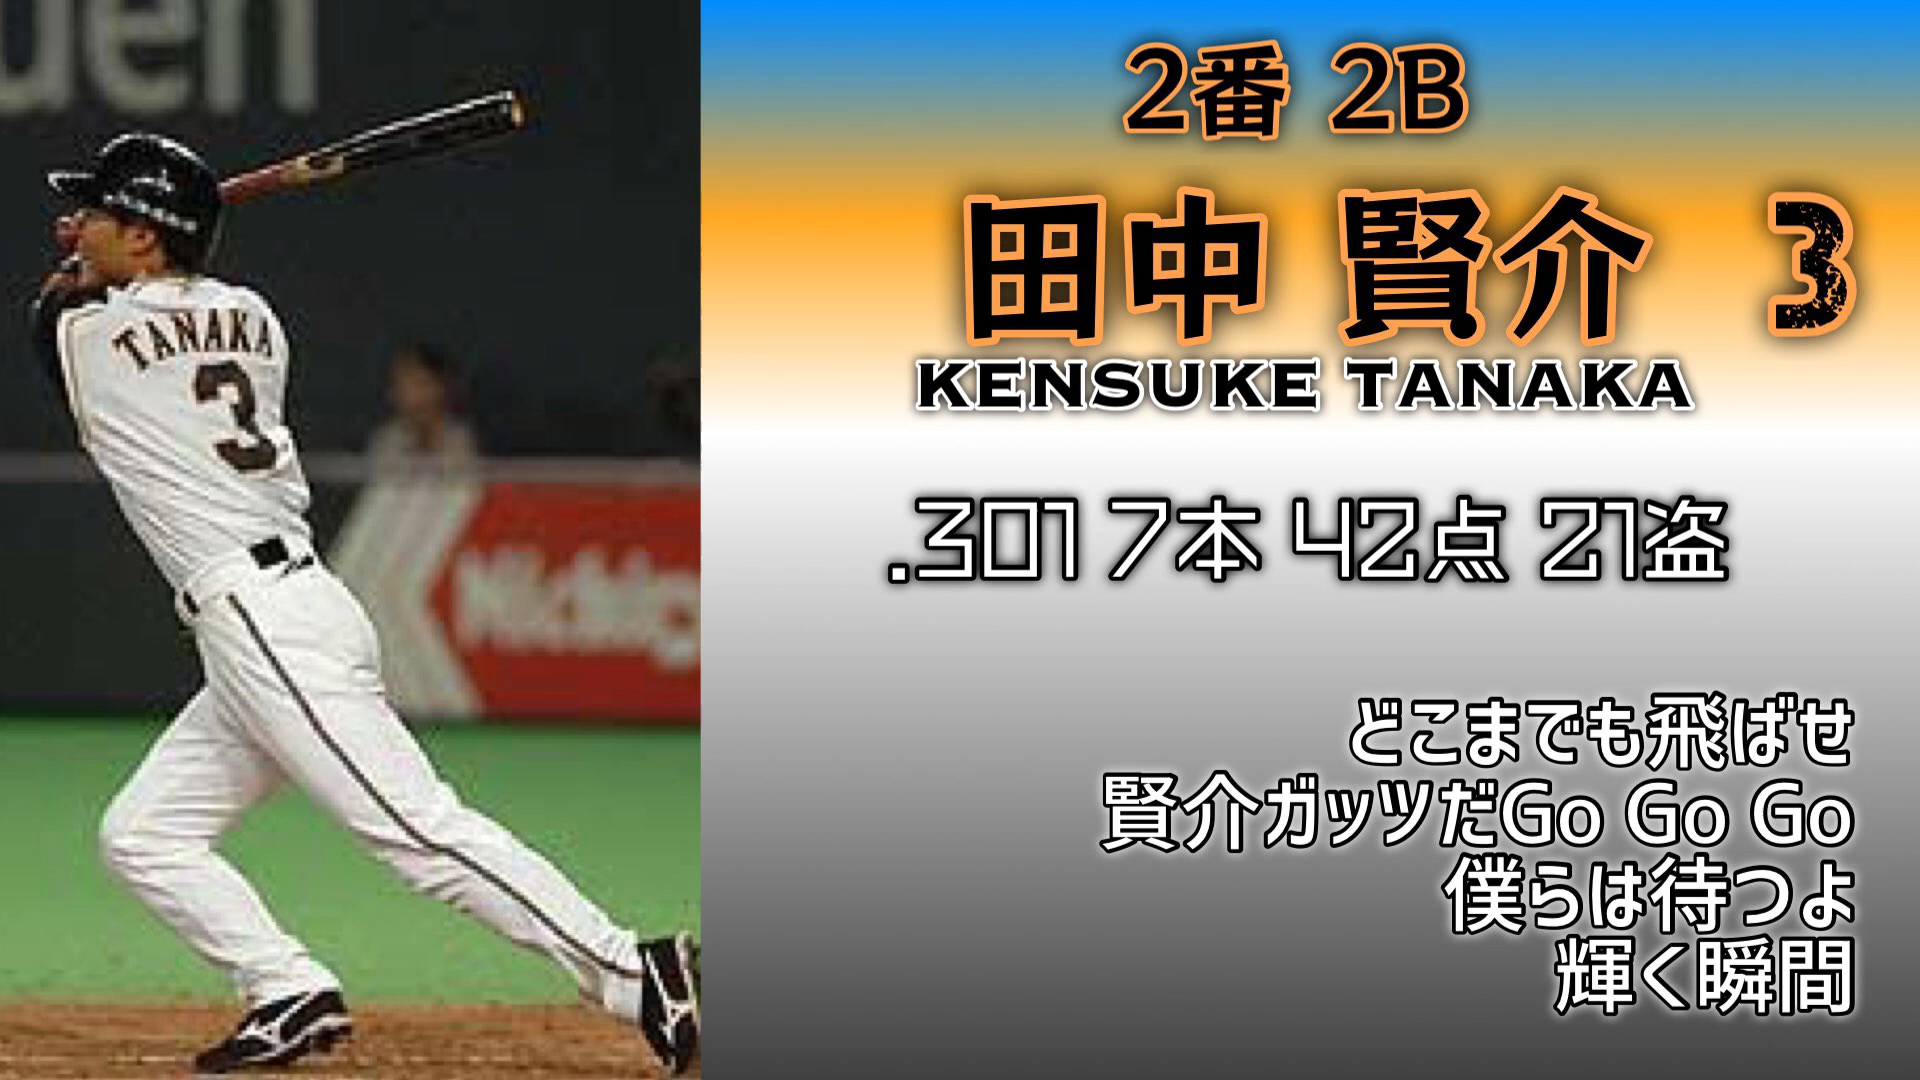 uen
TANAKA
3
Nichirei
2番 2B
田中 賢介 3
KENSUKE TANAKA
.301 7本 42点 21盗
どこまでも飛ばせ
賢介ガッツだGo Go Go
僕らは待つよ
輝く瞬間